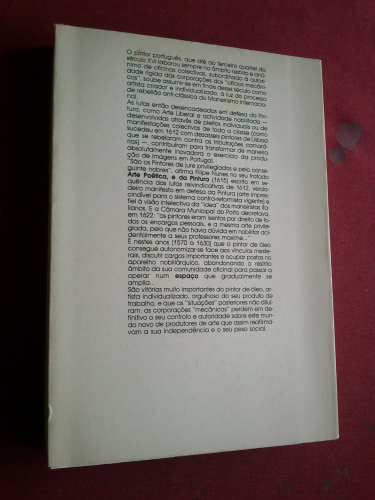 O pintor português, que até ao terceiro quartel do
século XVI laborou sempre no âmbito restrito e anó-
nimo de oficinas colectivas, subordinado à autori-
dade rígida das corporações dos "ofícios mecâni-
cos", soube assumir-se em finais desse século como
artista criador e individualizado, à luz do processo
de rebelião anti-clássica do Maneirismo internacio-
nal.
As lutas então desencadeadas em defesa da Pin-
tura, como Arte Liberal e actividade nobilitada, e
desenvolvidas através de pleitos individuais ou de
manifestações colectivas de toda a classe (como
sucedeu em 1612 com dezasseis pintores de Lisboa
que se rebelaram contra as tributações camará-
rias) —, contribuíram para transformar de maneira
absolutamente inovadora o exercício da produ-
ção de imagens em Portugal.
"São os Pintores de jure privilegiados e pelo conse-
guinte nobres", afirma Filipe Nunes no seu tratado
Arte Poética, e da Pintura (1615) escrito em se-
quência das lutas reivindicativas de 1612, verda-
deiro manifesto em defesa da Pintura (arte impres-
cindível para o sistema contra-reformista vigente) e
fiel à visão intelectiva da "idea" dos maneiristas ita-
lianos. E a Câmara Municipal do Porto decretava,
em 1622: "os pintores eram isentos por direito de to-
dos os encargos pessoais, e a mesma arte privile-
giada, pelo que não havia dúvida em nobilitar aci-
dentalmente a seus professores maxime..."
É nestes anos (1570 a 1630) que o pintor de óleo
consegue autonomizar-se face aos vínculos mede-
vais, discutir cargos importantes e ocupar postos no
aparelho nobiliárquico, abandonando o restrito
âmbito da sua comunidade oficinal para passar a
operar num espaço que gradualmente se
amplia...
São vitórias muito importantes do pintor de óleo, ar-
tista individualizado, orgulhoso do seu produto de
trabalho, e que as "situações" posteriores não dilui-
ram: as corporações "mecânicas" perdem em de-
finitivo o seu controlo e autoridade sobre este mun-
do novo de produtores de arte que assim reafirma-
vam a sua independência e o seu peso social.